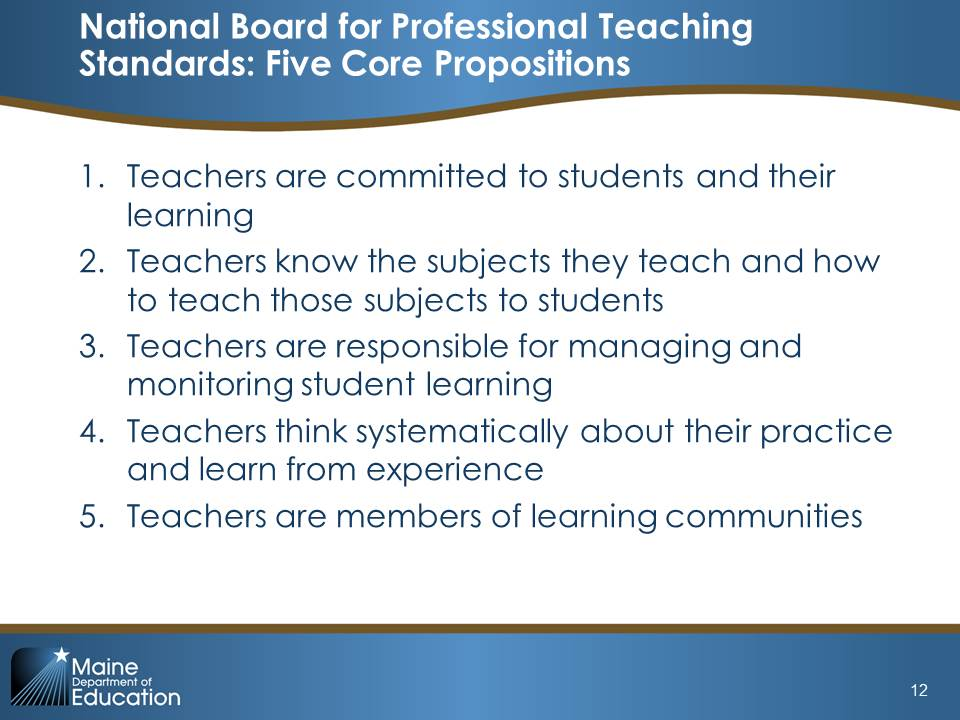 National Board for Professional Teaching
Standards: Five Core Propositions
1. Teachers are committed to students and their
learning
2. Teachers know the subjects they teach and how
to teach those subjects to students
3. Teachers are responsible for managing and
monitoring student learning
4. Teachers think systematically about their practice
and learn from experience
5. Teachers are members of learning communities
Maine
Department of
Education
12